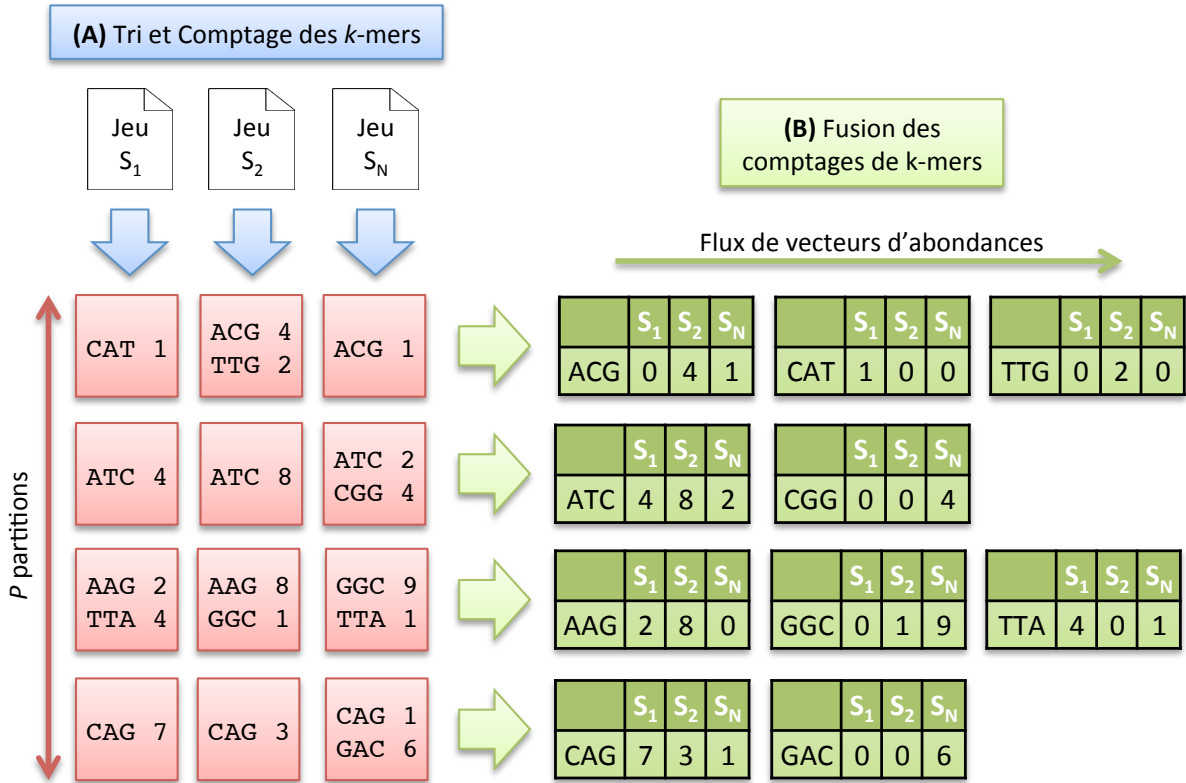 (A) Tri et Comptage des k-mers
Jeu
S1
Jeu
S2
Jeu
SN
(B) Fusion des
comptages de k-mers
Flux de vecteurs d’abondances
P partitions
CAT 1
ACG 4
TTG 2
ACG 1
S1 S2 SN
ACG 0 4 1
S1 S2 SN
CAT 1 0 0
S1 S2 SN
TTG 0 2 0
ATC 4
ATC 8
ATC 2
CGG 4
S1 S2 SN
ATC 4 8 2
S1 S2 SN
CGG 0 0 4
AAG 2
TTA 4
AAG 8
GGC 1
GGC 9
TTA 1
S1 S2 SN
AAG 2 8 0
S1 S2 SN
GGC 0 1 9
S1 S2 SN
TTA 4 0 1
CAG 7
CAG 3
CAG 1
GAC 6
S1 S2 SN
CAG 7 3 1
S1 S2 SN
GAC 0 0 6